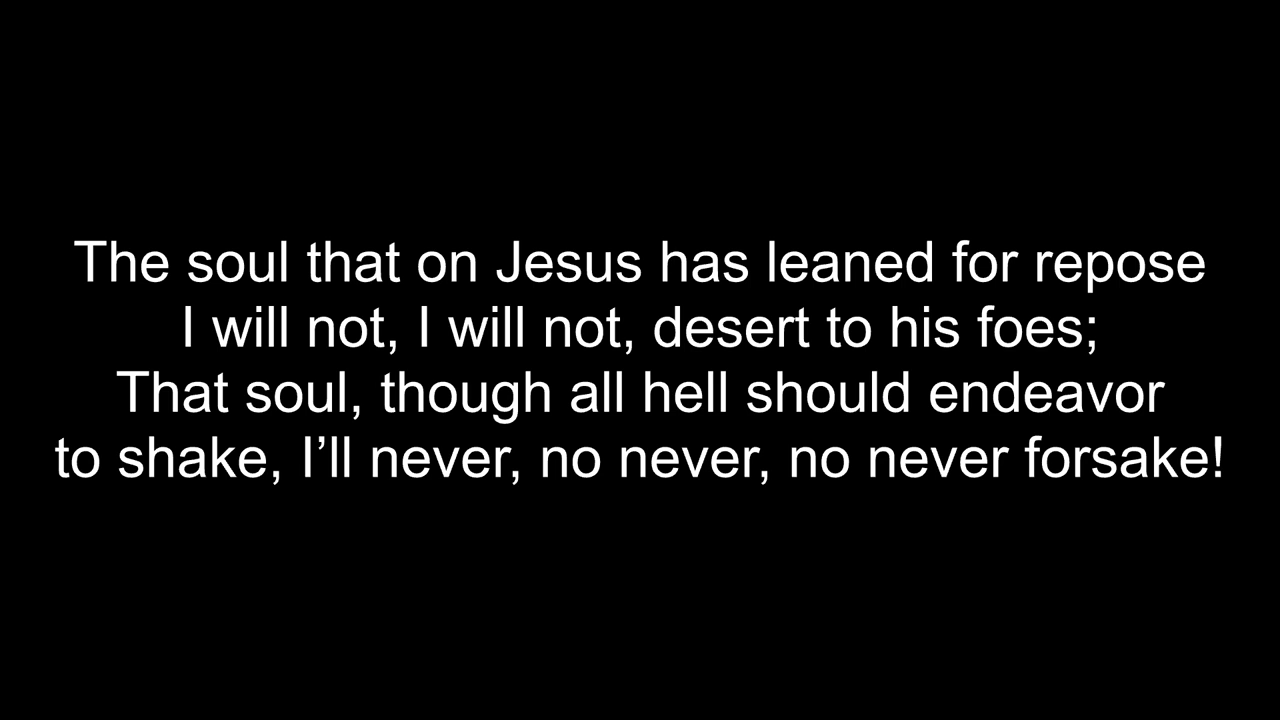 The soul that on Jesus has leaned for repose
I will not, I will not, desert to his foes;
That soul, though all hell should endeavor
to shake, I’ll never, no never, no never forsake!